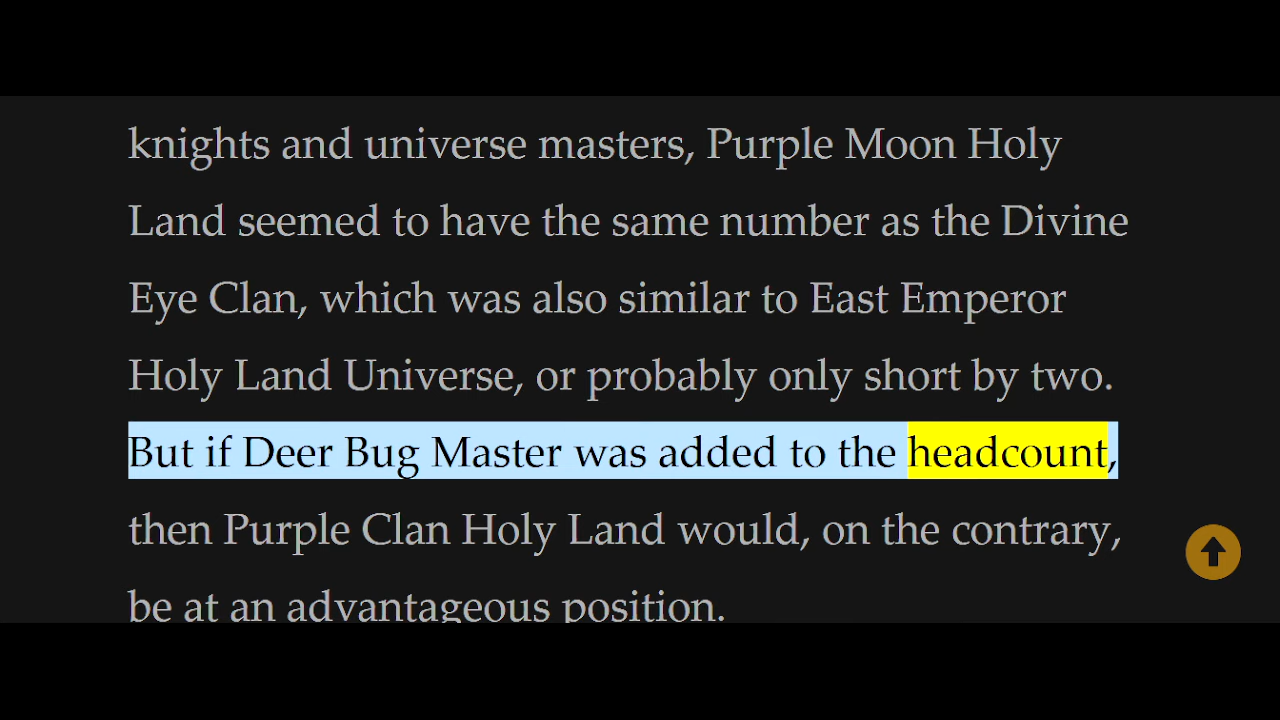 knights and universe masters, Purple Moon Holy
Land seemed to have the same number as the Divine
Eye Clan, which was also similar to East Emperor
Holy Land Universe, or probably only short by two.
But if Deer Bug Master was added to the headcount,
then Purple Clan Holy Land would, on the contrary,
be at an advantageous position.